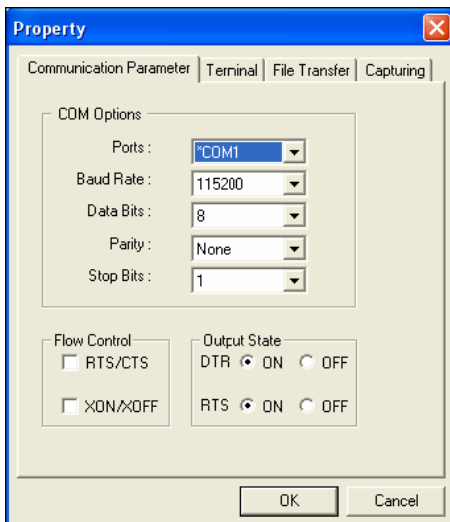 Property
Communication Parameter Terninal File Transfer Capturing
COM Options
Ports : *COM1
Baud Rate : 115200
Data Bits : 8
Parity : None
Stop Bits : 1
Flow Control
RTS/CTS
XON/XOFF
Output State
DTR ON OFF
RTS ON OFF
OK Cancel